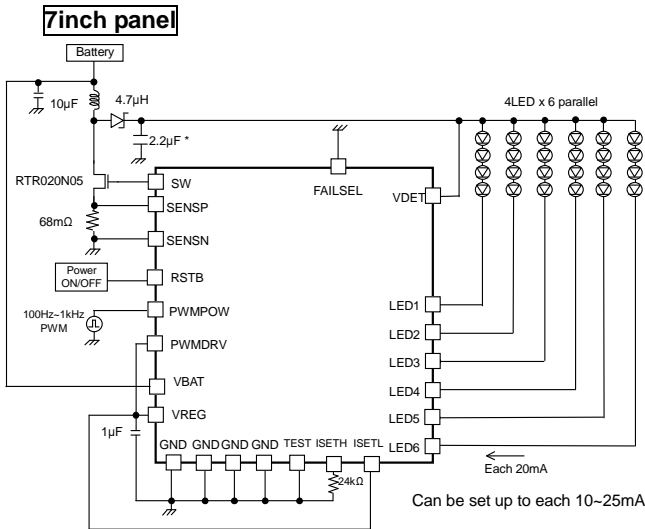 7inch panel
Battery
10µF
4.7µH
4LED x 6 parallel
2.2µF *
RTR020N05
SW
FAILSEL
SENSP
VDET
68mΩ
SENSN
Power
ON/OFF
RSTB
100Hz~1kHz
PWM
PWMPOW
LED1
LED2
PWMDRV
LED3
VBAT
LED4
VREG
LED5
1µF
GND GND GND GND TEST ISETH ISETL
LED6
24kΩ
Each 20mA
Can be set up to each 10~25mA